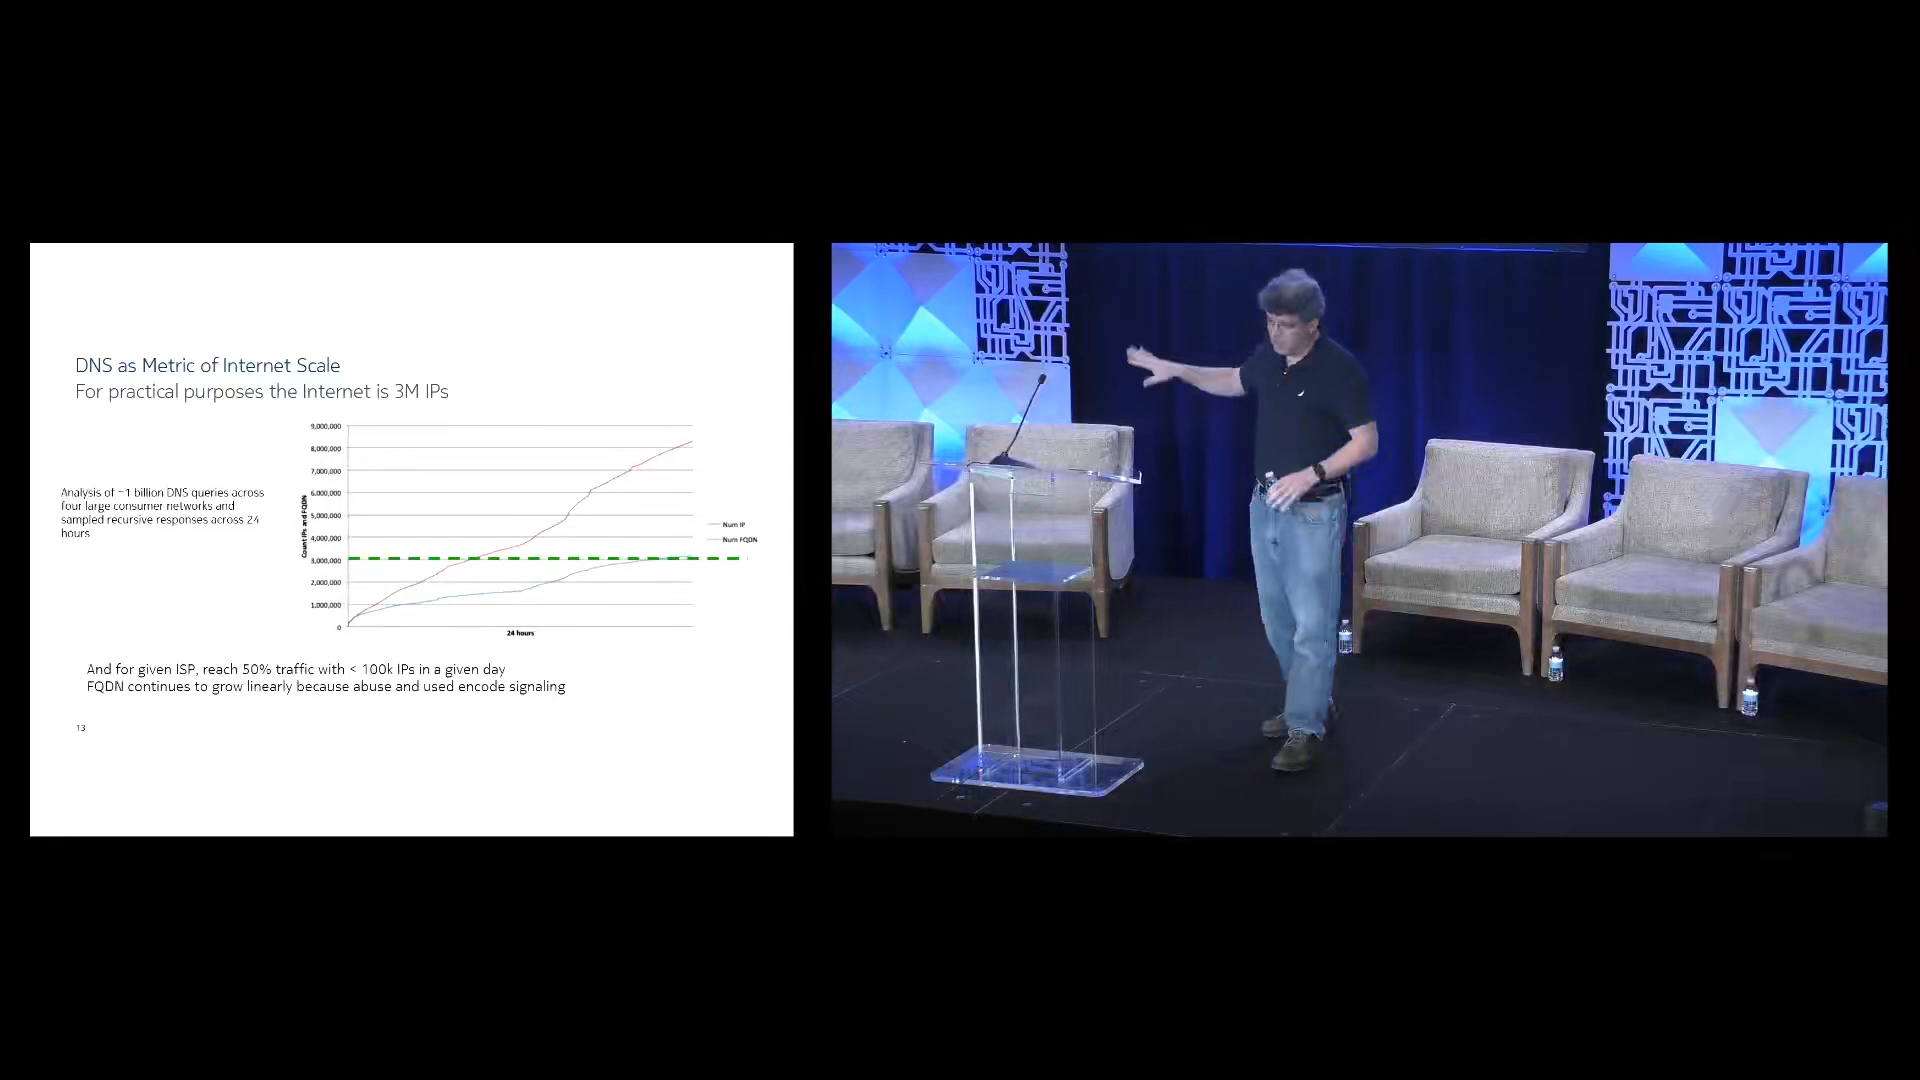 DNS as Metric of Internet Scale
For practical purposes the Internet is 3M IPs
Analysis of ~1 billion DNS queries across
four large consumer networks and
sampled recursive responses across 24
hours
Count IPs and FQDN
9,000,000
8,000,000
7,000,000
6,000,000
5,000,000
4,000,000
3,000,000
2,000,000
1,000,000
0
24 hours
Num IP
Num FQDN
And for given ISP, reach 50% traffic with < 100k IPs in a given day
FQDN continues to grow linearly because abuse and used encode signaling
13